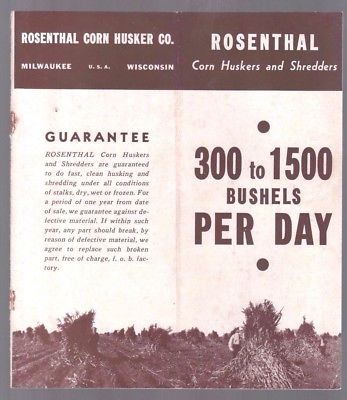 ROSENTHAL CORN HUSKER CO.
MILWAUKEE U. S. A. WISCONSIN
GUARANTEE
ROSENTHAL Corn Huskers
and Shredders are guaranteed
to do fast, clean husking and
shredding under all conditions
of stalks, dry, wet or frozen. For
a period of one year from date
of sale, we guarantee against de-
fective material. If within such
year, any part should break, by
reason of defective material, we
agree to replace such broken
part, free of charge, f. o. b. fac-
tory.
ROSENTHAL
Corn Huskers and Shredders
300 to 1500
BUSHELS
PER DAY